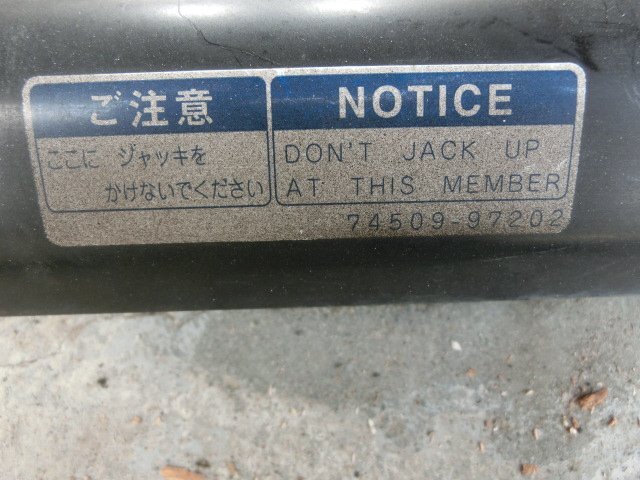 ご注意
ここに ジャッキを
かけないでください
NOTICE
DON'T JACK UP
AT THIS MEMBER
74509-97202